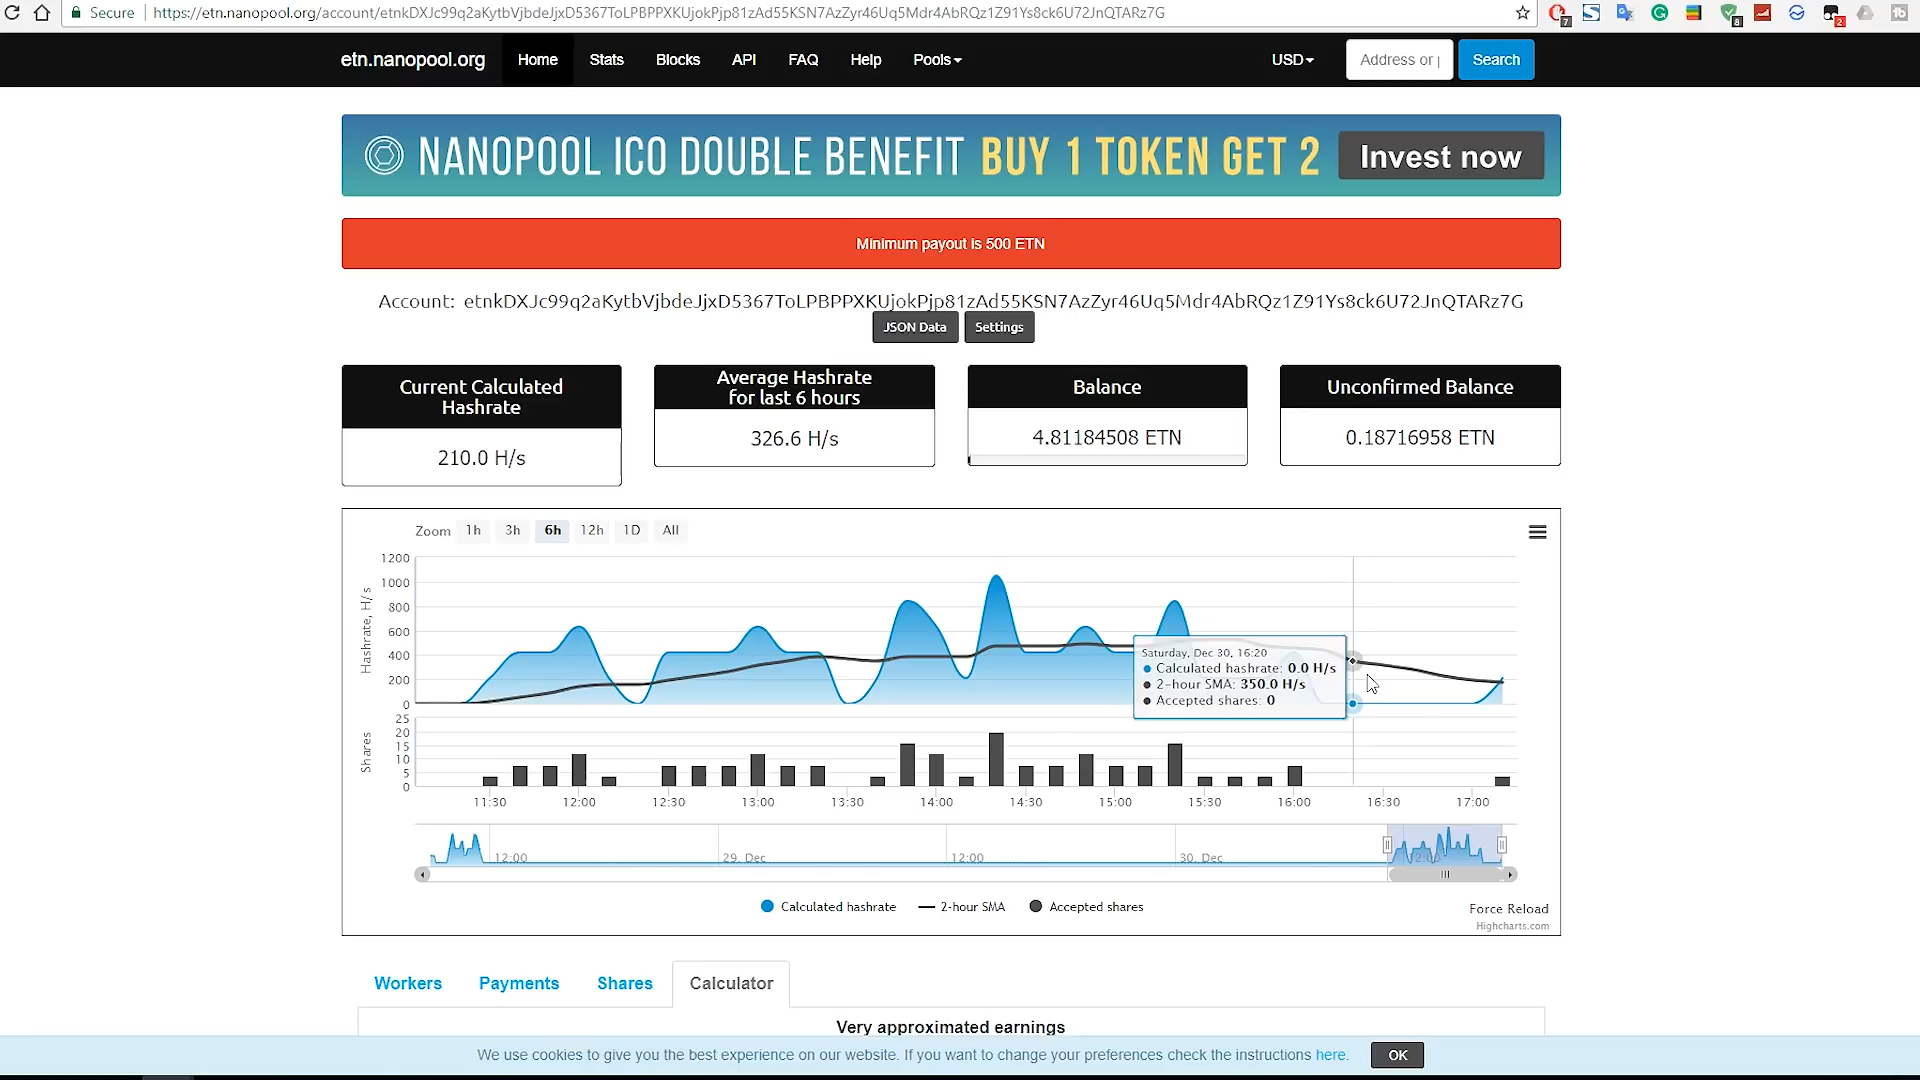 Secure
https://etn.nanopool.org/account/etnkDXJc99q2aKytbVjbdeJjxD5367ToLPBPPXKUjokPjp81zAd55KSN7AzZyr46Uq5Mdr4AbRQz1Z91Ys8ck6U72JnQTARz7G
7
8
2
etn.nanopool.org
Home
Stats
Blocks
API
FAQ
Help
Pools
USD
Address or
Search
NANOPOOL ICO DOUBLE BENEFIT BUY 1 TOKEN GET 2
Invest now
Minimum payout is 500 ETN
Account: etnkDXJc99q2aKytbVjbdeJjxD5367ToLPBPPXKUjokPjp81zAd55KSN7AzZyr46Uq5Mdr4AbRQz1Z91Ys8ck6U72JnQTARz7G
JSON Data
Settings
Current Calculated
Hashrate
210.0 H/s
Average Hashrate
for last 6 hours
326.6 H/s
Balance
4.81184508 ETN
Unconfirmed Balance
0.18716958 ETN
Zoom 1h 3h 6h 12h 1D All
Hashrate, H/s
1200
1000
800
600
400
200
0
Saturday, Dec 30, 16:20
Calculated hashrate: 0.0 H/s
2-hour SMA: 350.0 H/s
Accepted shares: 0
Shares
25
20
15
10
5
0
11:30 12:00 12:30 13:00 13:30 14:00 14:30 15:00 15:30 16:00 16:30 17:00
12:00 29. Dec 12:00 30. Dec 12:00
Calculated hashrate
2-hour SMA
Accepted shares
Force Reload
Highcharts.com
Workers
Payments
Shares
Calculator
Very approximated earnings
We use cookies to give you the best experience on our website. If you want to change your preferences check the instructions here.
OK